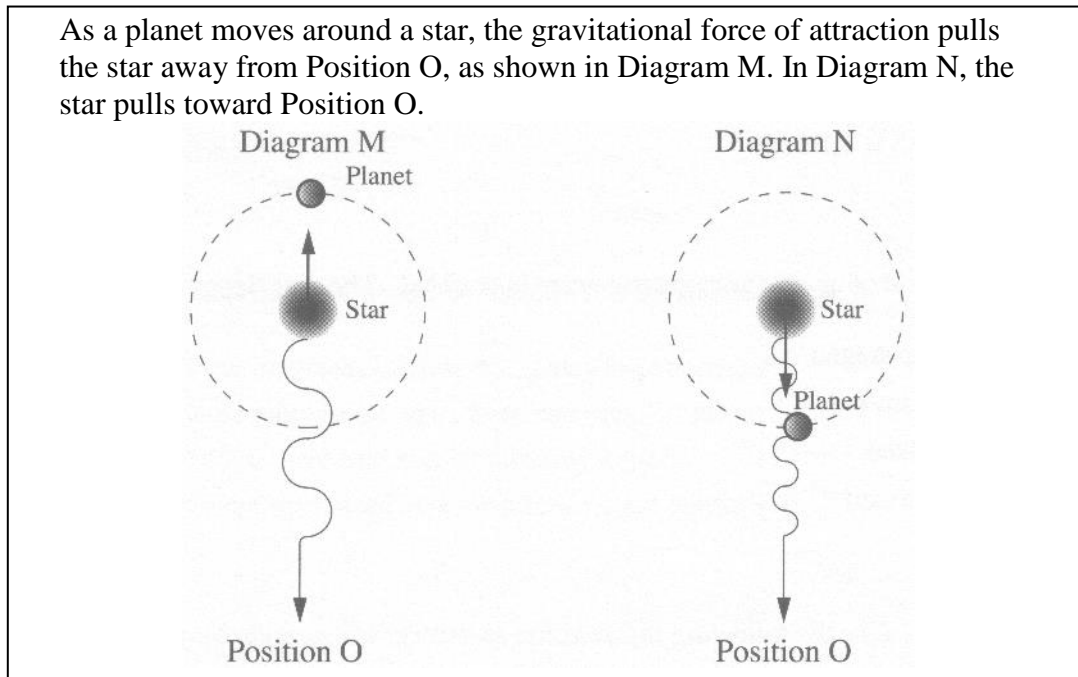 As a planet moves around a star, the gravitational force of attraction pulls
the star away from Position O, as shown in Diagram M. In Diagram N, the
star pulls toward Position O.
Diagram M
Planet
Star
Position O
Diagram N
Star
Planet
Position O